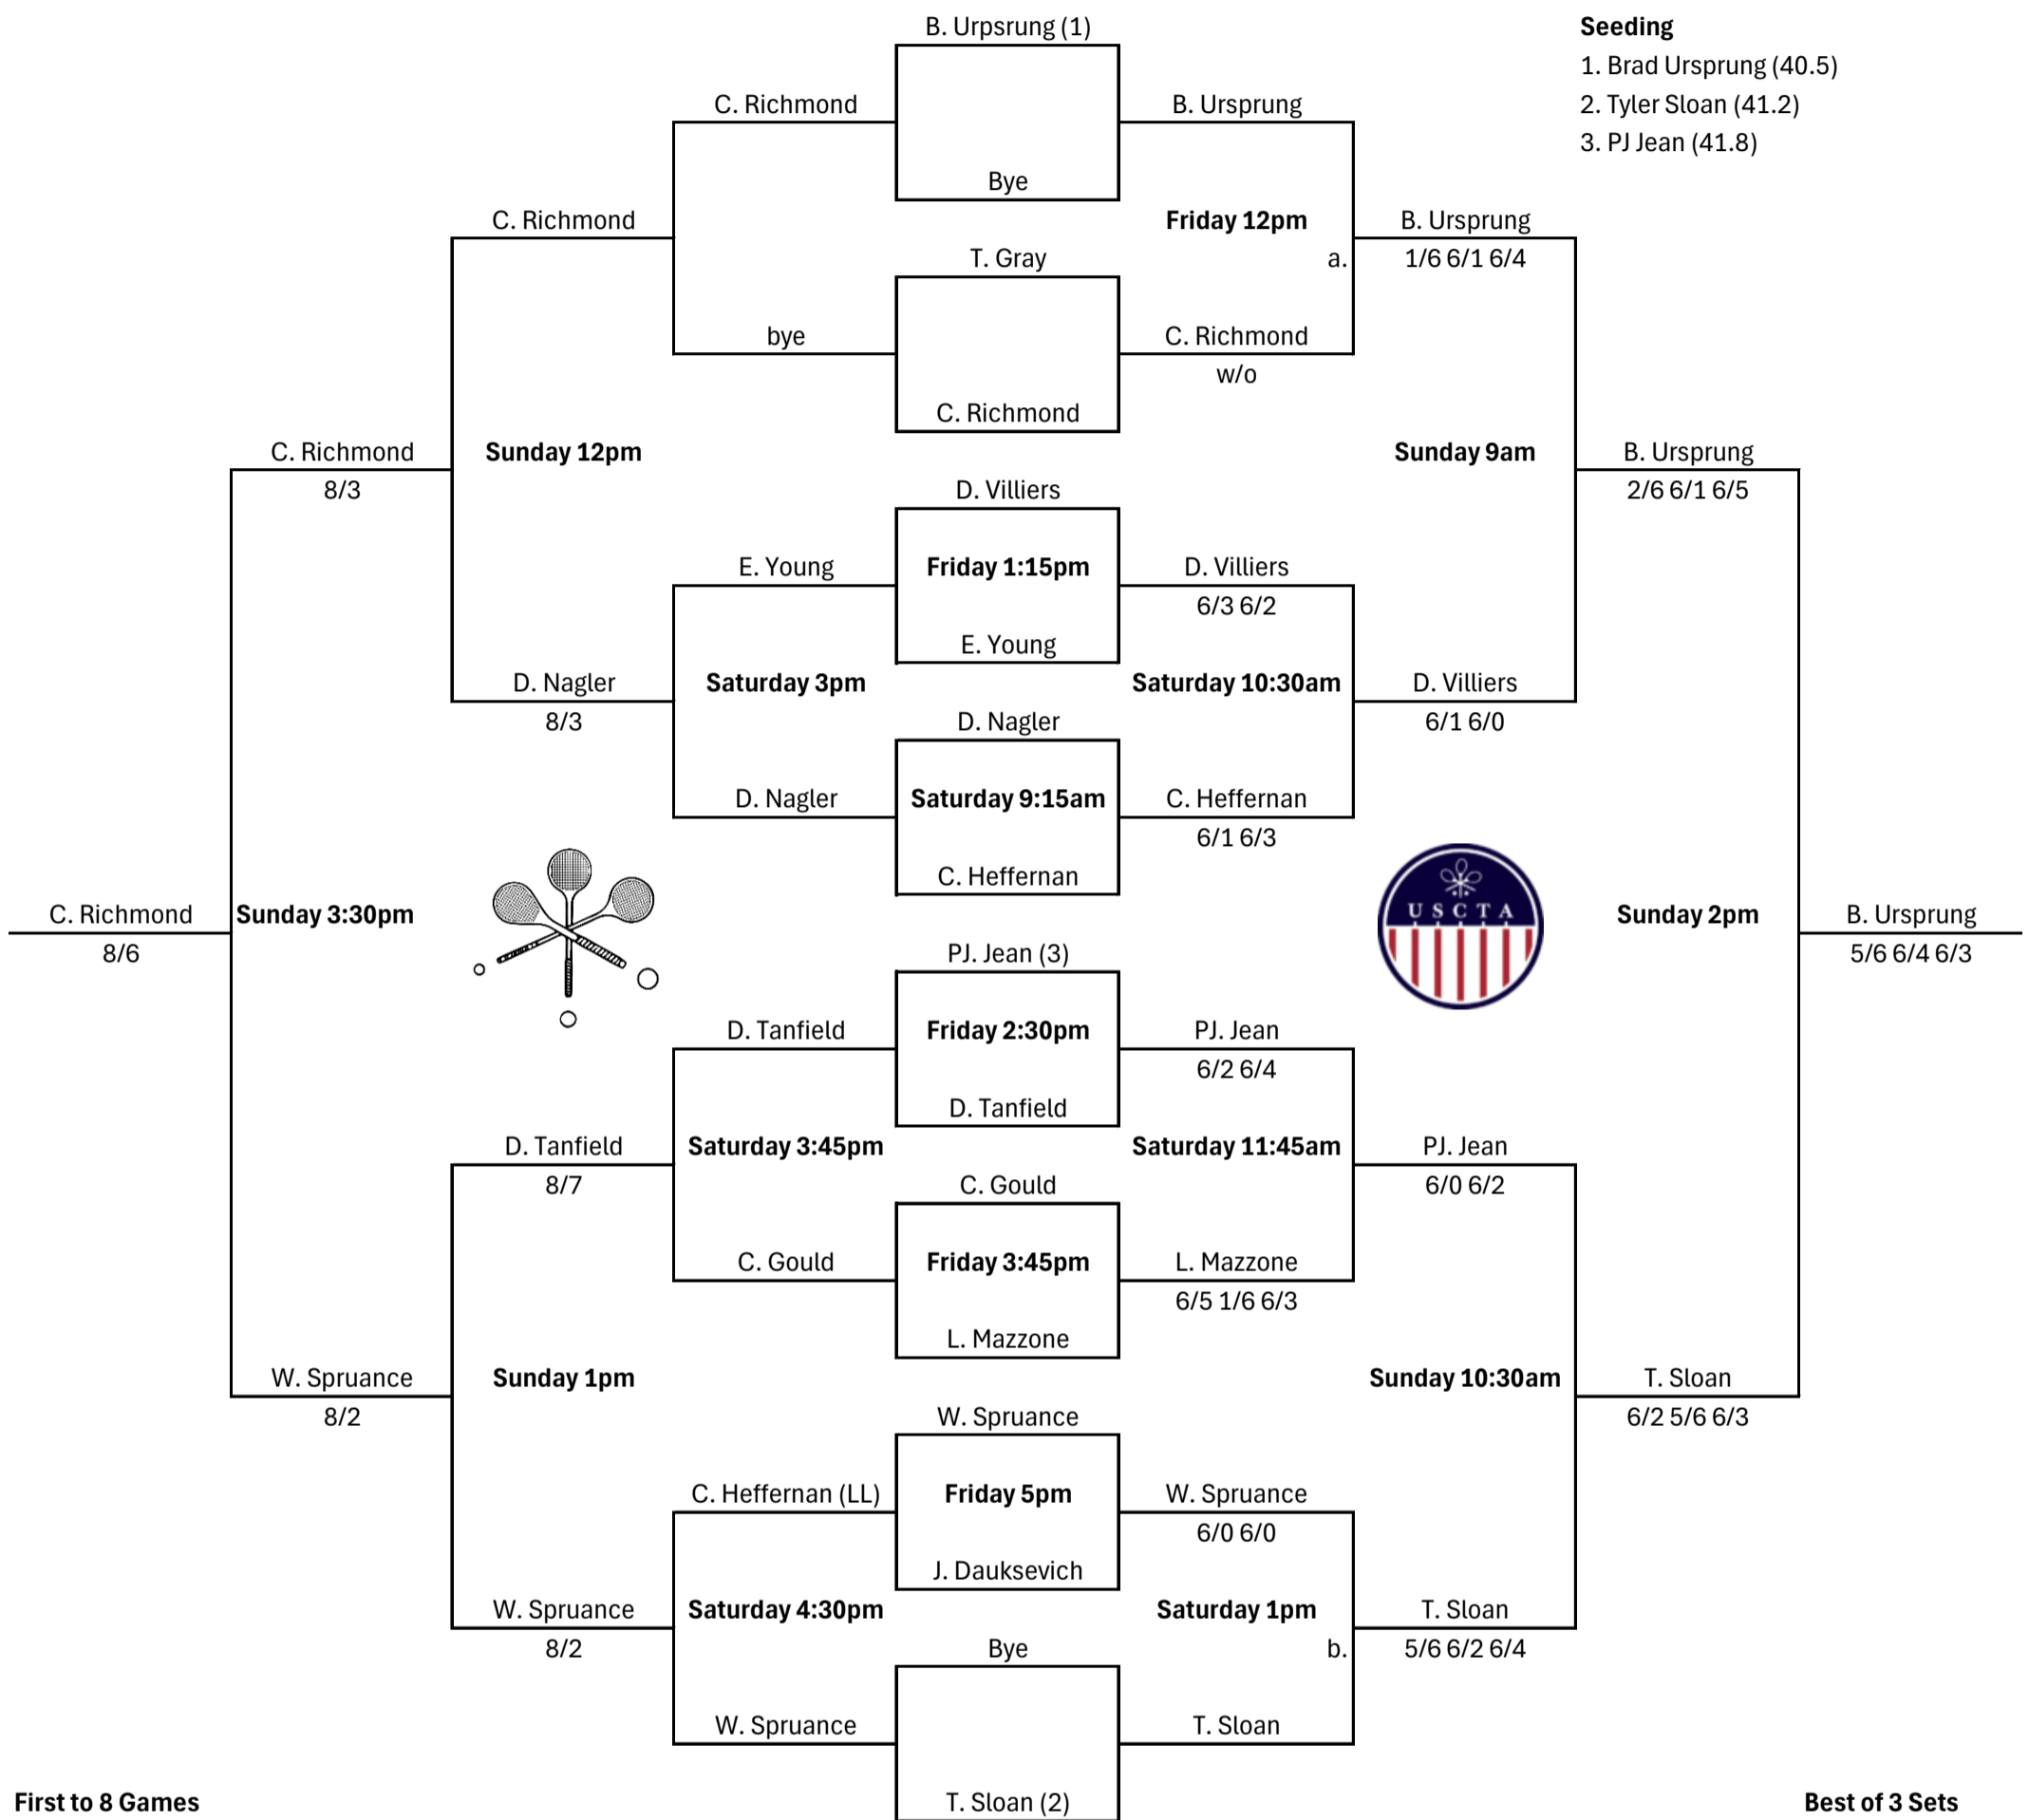 B. Urpsrung (1)
Seeding
1. Brad Ursprung (40.5)
C. Richmond
B. Ursprung
2. Tyler Sloan (41.2)
3. PJ Jean (41.8)
Bye
C. Richmond
Friday 12pm
B. Ursprung
T. Gray
a.
1/6 6/1 6/4
bye
C. Richmond
w/o
C. Richmond
C. Richmond
Sunday 12pm
Sunday 9am
B. Ursprung
8/3
D. Villiers
2/6 6/1 6/5
E. Young
Friday 1:15pm
D. Villiers
6/3 6/2
E. Young
D. Nagler
Saturday 3pm
Saturday 10:30am
D. Villiers
8/3
D. Nagler
6/1 6/0
D. Nagler
Saturday 9:15am
C. Heffernan
6/1 6/3
C. Heffernan
C. Richmond
Sunday 3:30pm
USCTA
Sunday 2pm
B. Ursprung
8/6
PJ. Jean (3)
5/6 6/4 6/3
D. Tanfield
Friday 2:30pm
PJ. Jean
6/2 6/4
D. Tanfield
D. Tanfield
Saturday 3:45pm
Saturday 11:45am
PJ. Jean
8/7
C. Gould
6/0 6/2
C. Gould
Friday 3:45pm
L. Mazzone
6/5 1/6 6/3
L. Mazzone
W. Spruance
Sunday 1pm
Sunday 10:30am
T. Sloan
8/2
W. Spruance
6/2 5/6 6/3
C. Heffernan (LL)
Friday 5pm
W. Spruance
6/0 6/0
J. Dauksevich
W. Spruance
Saturday 4:30pm
Saturday 1pm
T. Sloan
8/2
Bye
b.
5/6 6/2 6/4
W. Spruance
T. Sloan
First to 8 Games
T. Sloan (2)
Best of 3 Sets